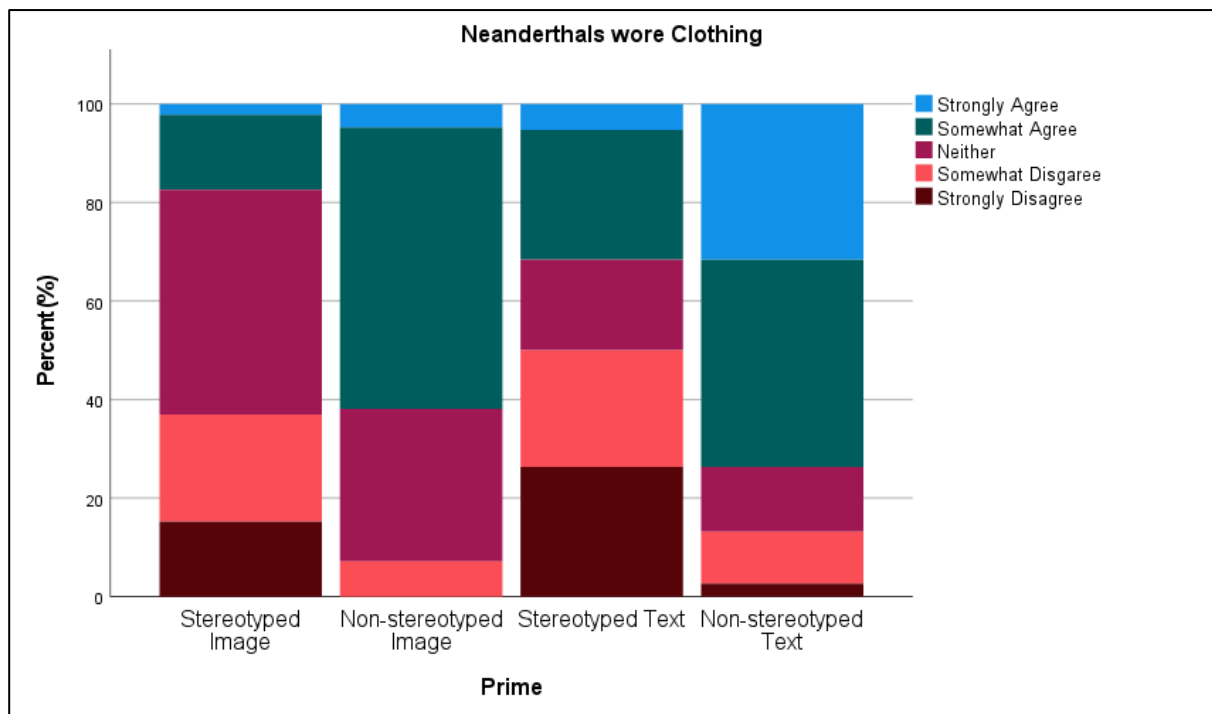 Neanderthals wore Clothing
100
80
60
40
20
0
Percent (%)
Strongly Agree
Somewhat Agree
Neither
Somewhat Disgaree
Strongly Disagree
Stereotyped
Image
Non-stereotyped
Image
Stereotyped Text
Non-stereotyped
Text
Prime